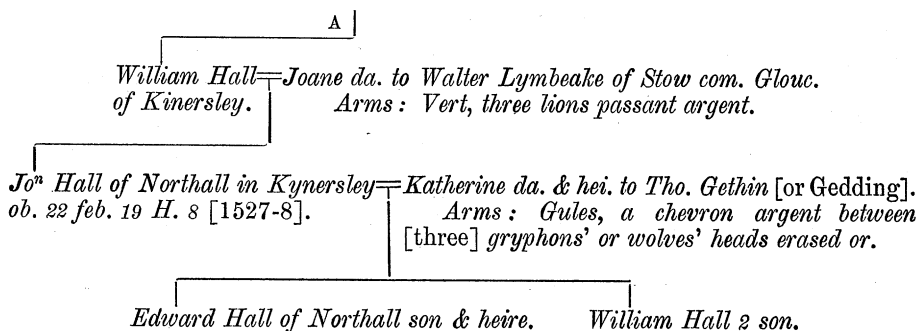 A
William Hall=Joane da. to Walter Lymbeake of Stow com. Glouc.
of Kinersley. Arms: Vert, three lions passant argent.
Joⁿ Hall of Northall in Kynersley=Katherine da. & hei. to Tho. Gethin [or Gedding].
ob. 22 feb. 19 H. 8 [1527-8]. Arms: Gules, a chevron argent between
[three] gryphons' or wolves' heads erased or.
Edward Hall of Northall son & heire. William Hall 2 son.